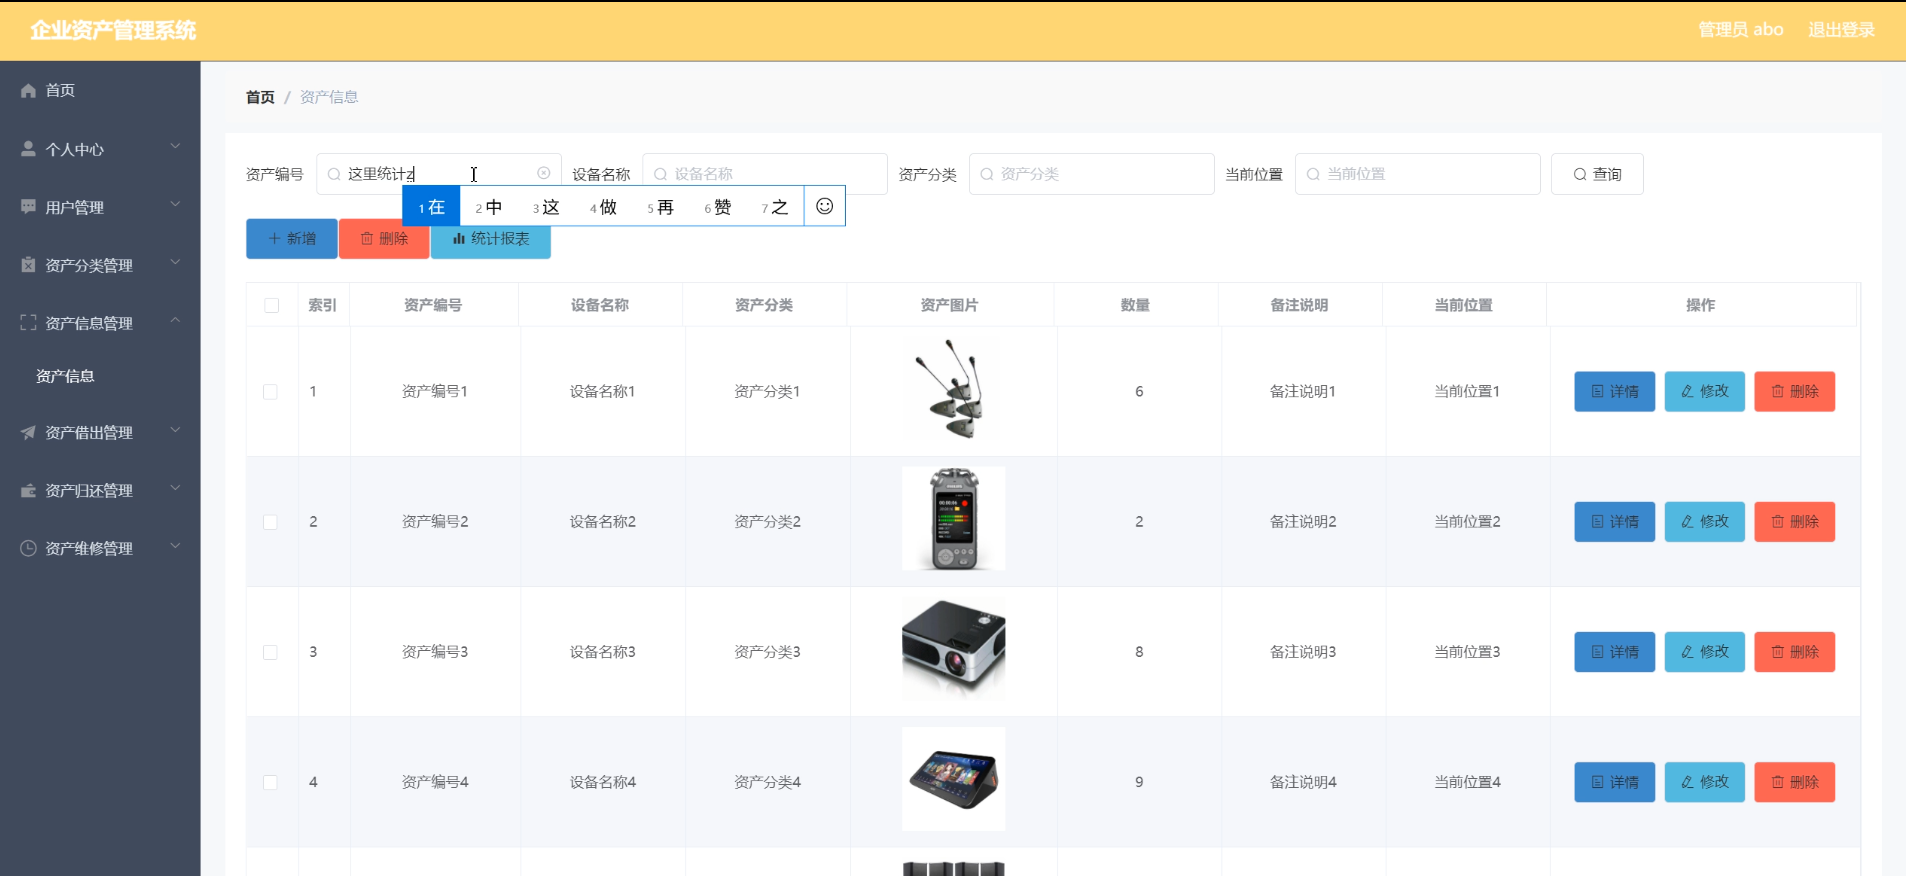 企业资产管理系统
管理员 abo 退出登录
首页
个人中心
用户管理
资产分类管理
资产信息管理
资产信息
资产借出管理
资产归还管理
资产维修管理
首页 / 资产信息
资产编号 这里统计z 设备名称 设备名称 资产分类 资产分类 当前位置 当前位置 查询
1 在 2 中 3 这 4 做 5 再 6 赞 7 之
新增 删除 统计报表
索引 资产编号 设备名称 资产分类 资产图片 数量 备注说明 当前位置 操作
1 资产编号1 设备名称1 资产分类1 6 备注说明1 当前位置1 详情 修改 删除
2 资产编号2 设备名称2 资产分类2 2 备注说明2 当前位置2 详情 修改 删除
3 资产编号3 设备名称3 资产分类3 8 备注说明3 当前位置3 详情 修改 删除
4 资产编号4 设备名称4 资产分类4 9 备注说明4 当前位置4 详情 修改 删除